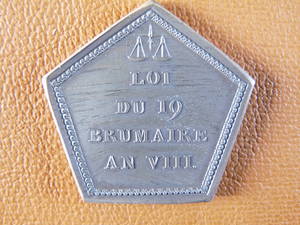 LOI
DU 19
BRUMAIRE
AN VIII.